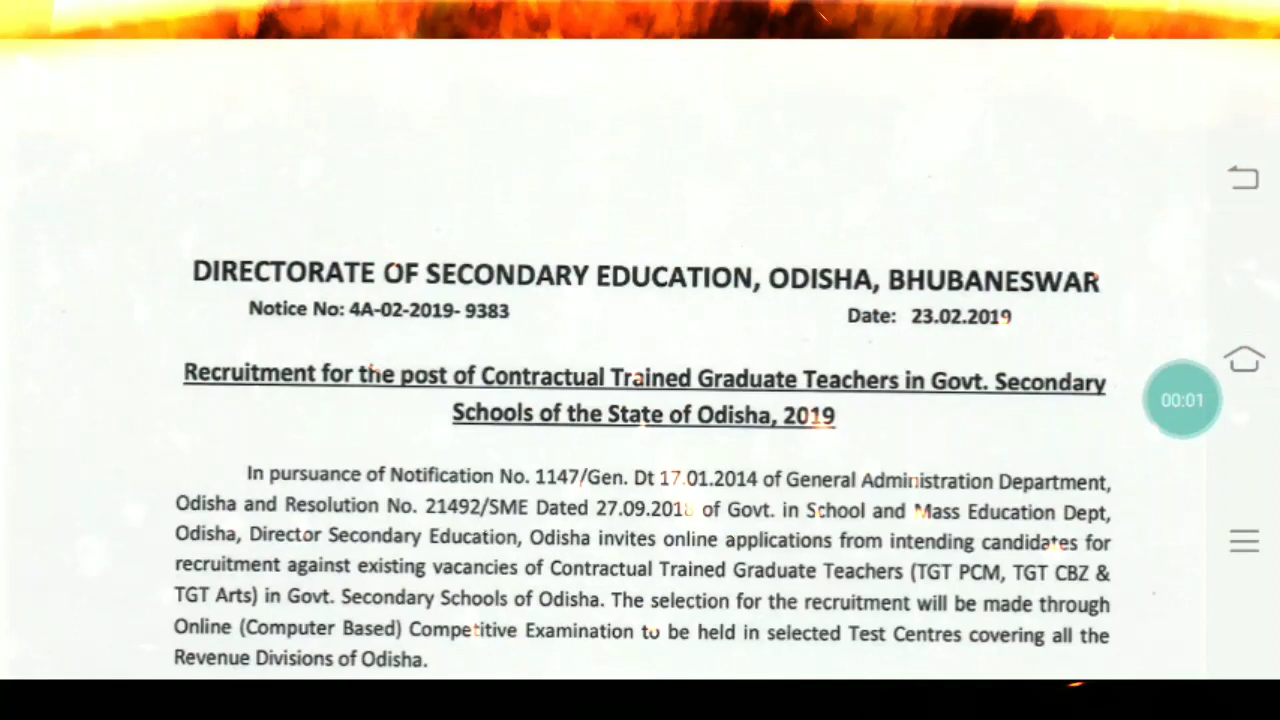 DIRECTORATE OF SECONDARY EDUCATION, ODISHA, BHUBANESWAR
Notice No: 4A-02-2019- 9383 Date: 23.02.2019
Recruitment for the post of Contractual Trained Graduate Teachers in Govt. Secondary
Schools of the State of Odisha, 2019
00:01
In pursuance of Notification No. 1147/Gen. Dt 17.01.2014 of General Administration Department,
Odisha and Resolution No. 21492/SME Dated 27.09.2018 of Govt. in School and Mass Education Dept,
Odisha, Director Secondary Education, Odisha invites online applications from intending candidates for
recruitment against existing vacancies of Contractual Trained Graduate Teachers (TGT PCM, TGT CBZ &
TGT Arts) in Govt. Secondary Schools of Odisha. The selection for the recruitment will be made through
Online (Computer Based) Competitive Examination to be held in selected Test Centres covering all the
Revenue Divisions of Odisha.